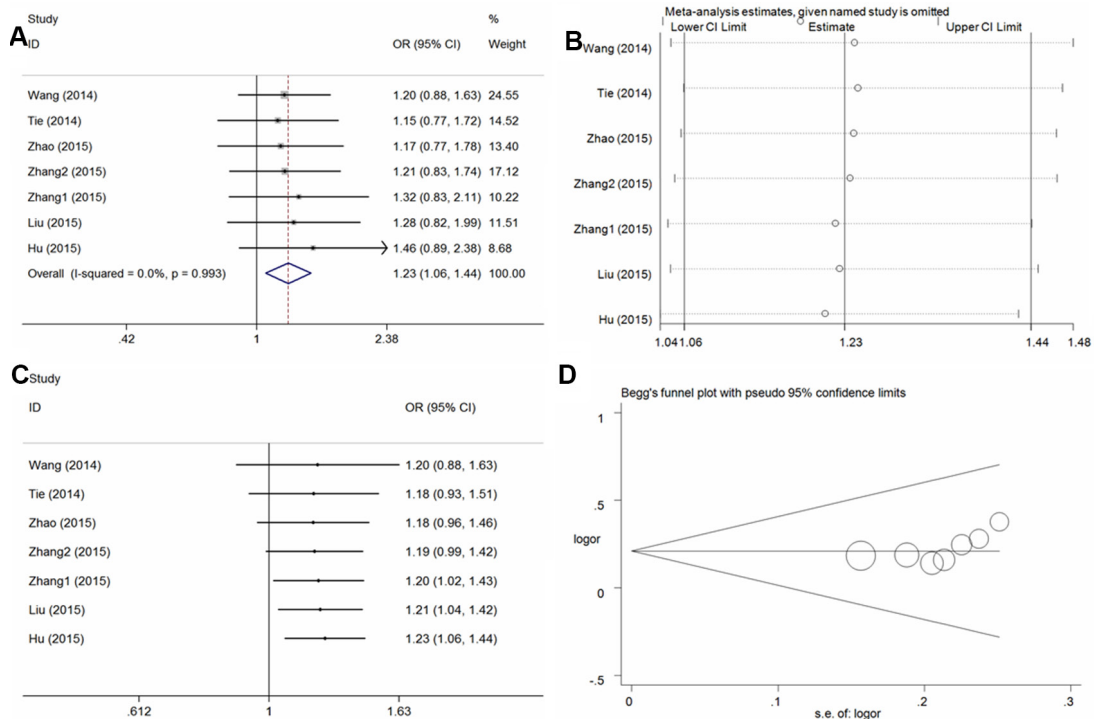 A
Study %
ID OR (95% CI) Weight
Wang (2014) 1.20 (0.88, 1.63) 24.55
Tie (2014) 1.15 (0.77, 1.72) 14.52
Zhao (2015) 1.17 (0.77, 1.78) 13.40
Zhang2 (2015) 1.21 (0.83, 1.74) 17.12
Zhang1 (2015) 1.32 (0.83, 2.11) 10.22
Liu (2015) 1.28 (0.82, 1.99) 11.51
Hu (2015) 1.46 (0.89, 2.38) 8.68
Overall (I-squared = 0.0%, p = 0.993) 1.23 (1.06, 1.44) 100.00
.42 1 2.38
B
Meta-analysis estimates, given named study is omitted
Lower CI Limit Estimate Upper CI Limit
Wang (2014)
Tie (2014)
Zhao (2015)
Zhang2 (2015)
Zhang1 (2015)
Liu (2015)
Hu (2015)
1.04 1.06 1.23 1.44 1.48
C
Study
ID OR (95% CI)
Wang (2014) 1.20 (0.88, 1.63)
Tie (2014) 1.18 (0.93, 1.51)
Zhao (2015) 1.18 (0.96, 1.46)
Zhang2 (2015) 1.19 (0.99, 1.42)
Zhang1 (2015) 1.20 (1.02, 1.43)
Liu (2015) 1.21 (1.04, 1.42)
Hu (2015) 1.23 (1.06, 1.44)
.612 1 1.63
D
Begg's funnel plot with pseudo 95% confidence limits
1
.5
logor
0
-.5
0 .1 .2 .3
s.e. of: logor